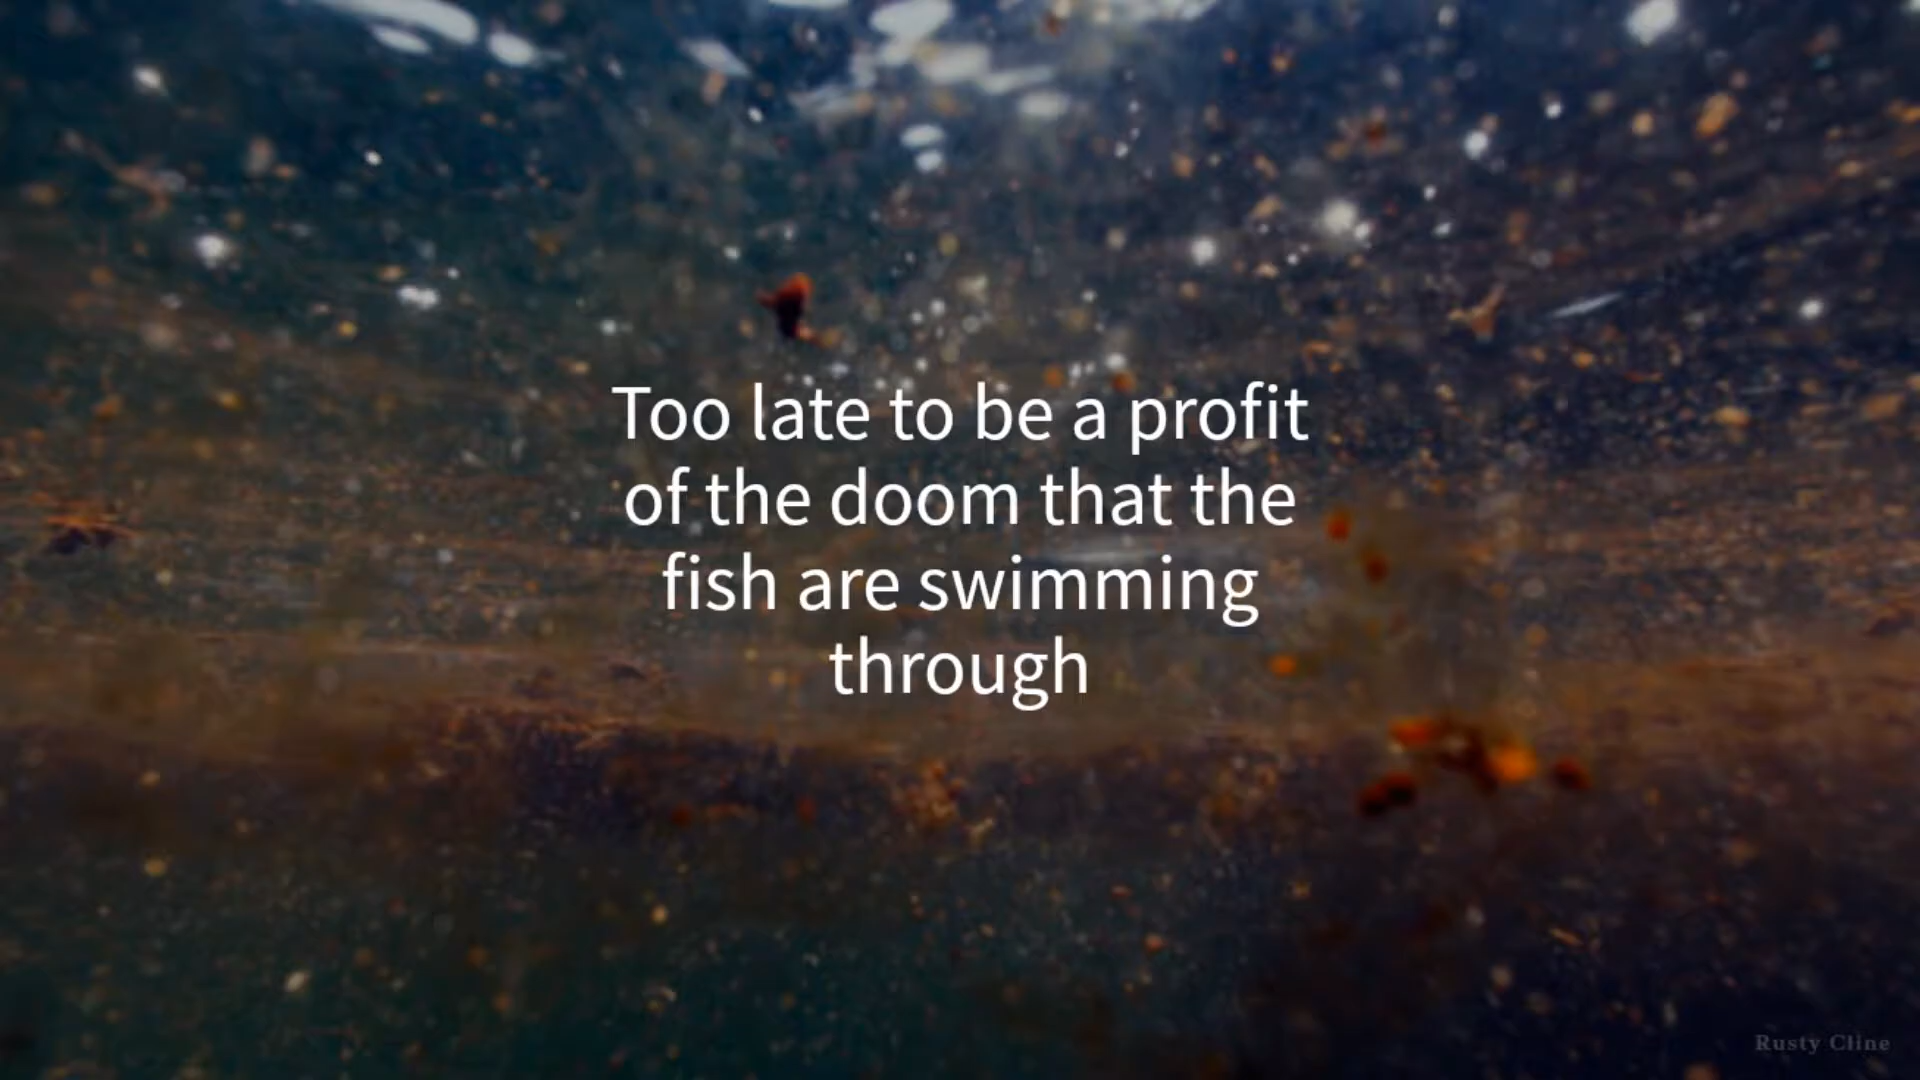 Too late to be a profit
of the doom that the
fish are swimming
through
Rusty Cline